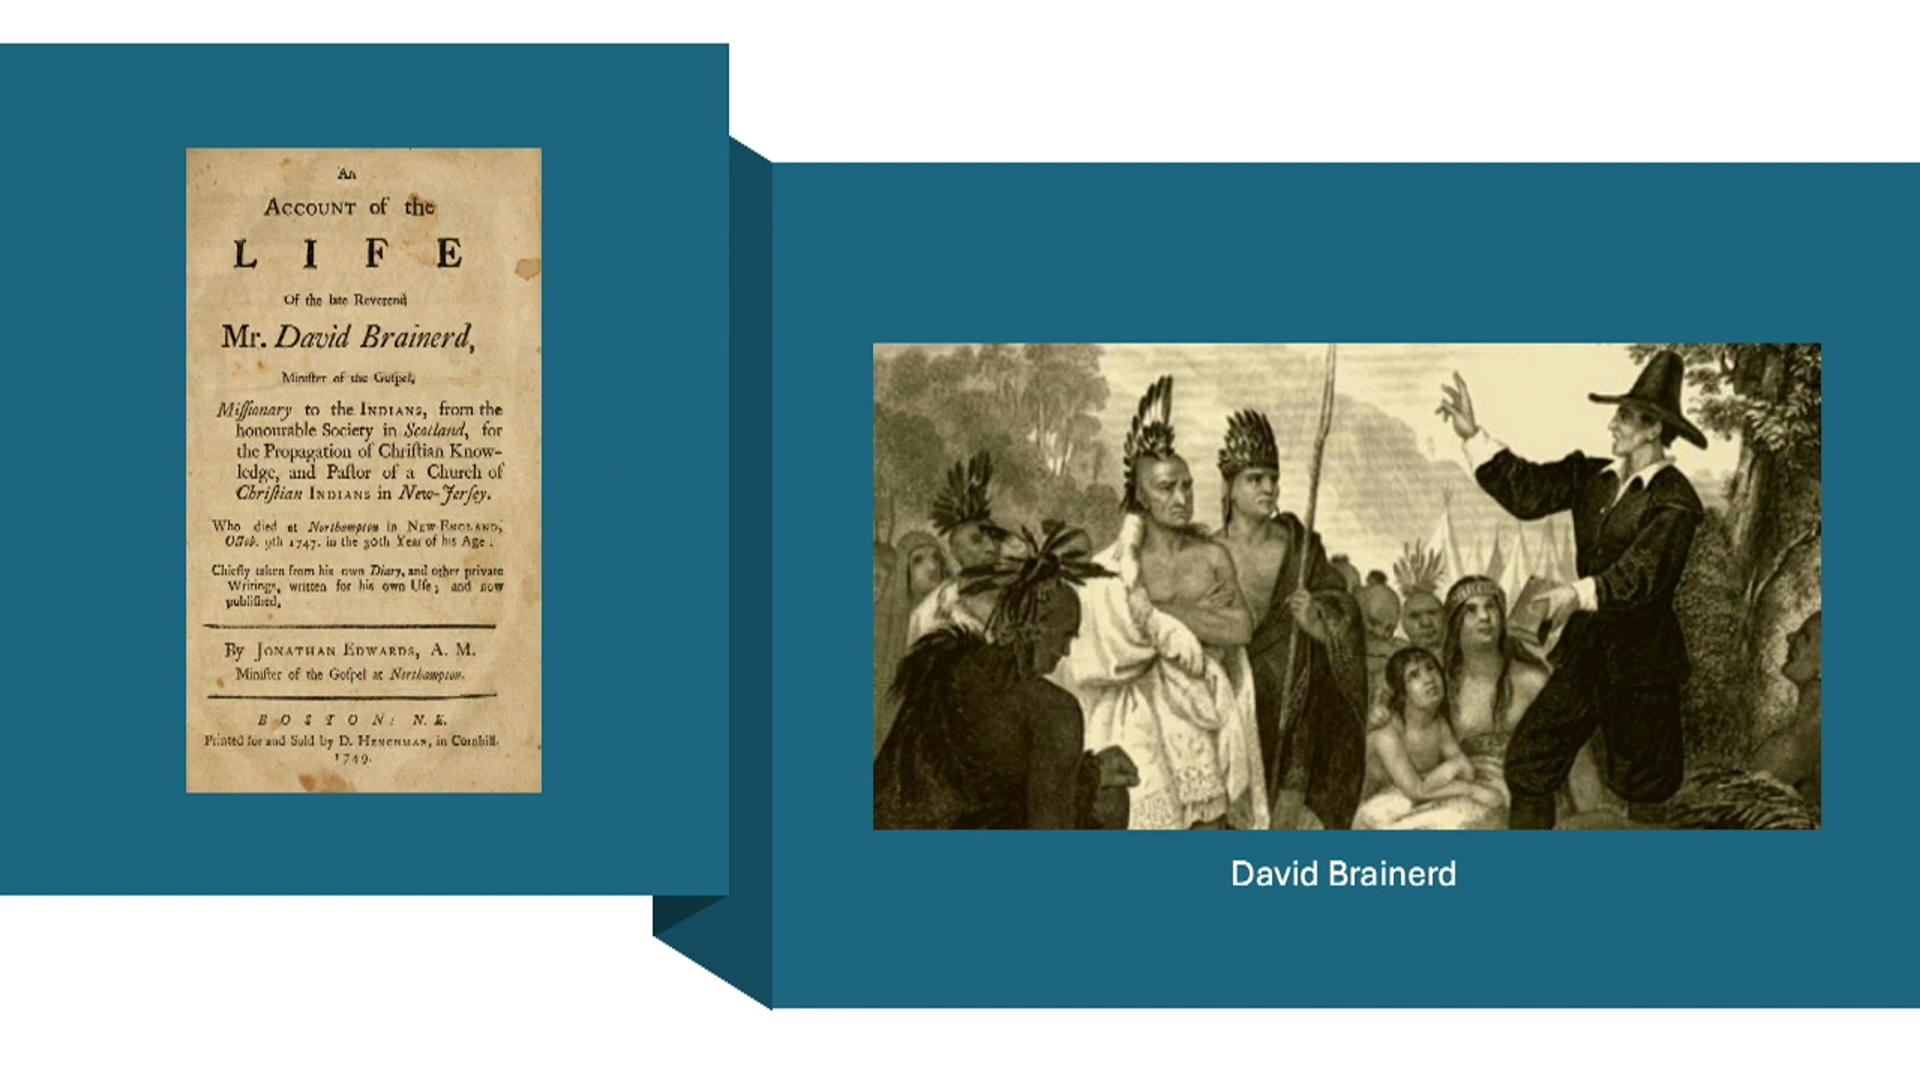 An
Account of the
LIFE
Of the late Reverend
Mr. David Brainerd,
Miniſter of the Goſpel,
Miſſionary to the Indians, from the
honourable Society in Scotland, for
the Propagation of Chriſtian Know-
ledge, and Paſtor of a Church of
Chriſtian Indians in New-Jerſey.
Who died at Northampton in New-England,
Octob. 9th 1747. in the 30th Year of his Age:
Chiefly taken from his own Diary, and other private
Writings, written for his own Uſe; and now
publiſhed,
By Jonathan Edwards, A. M.
Miniſter of the Goſpel at Northampton.
BOSTON: N.E.
Printed for and Sold by D. Henchman, in Cornhill.
1749.
David Brainerd